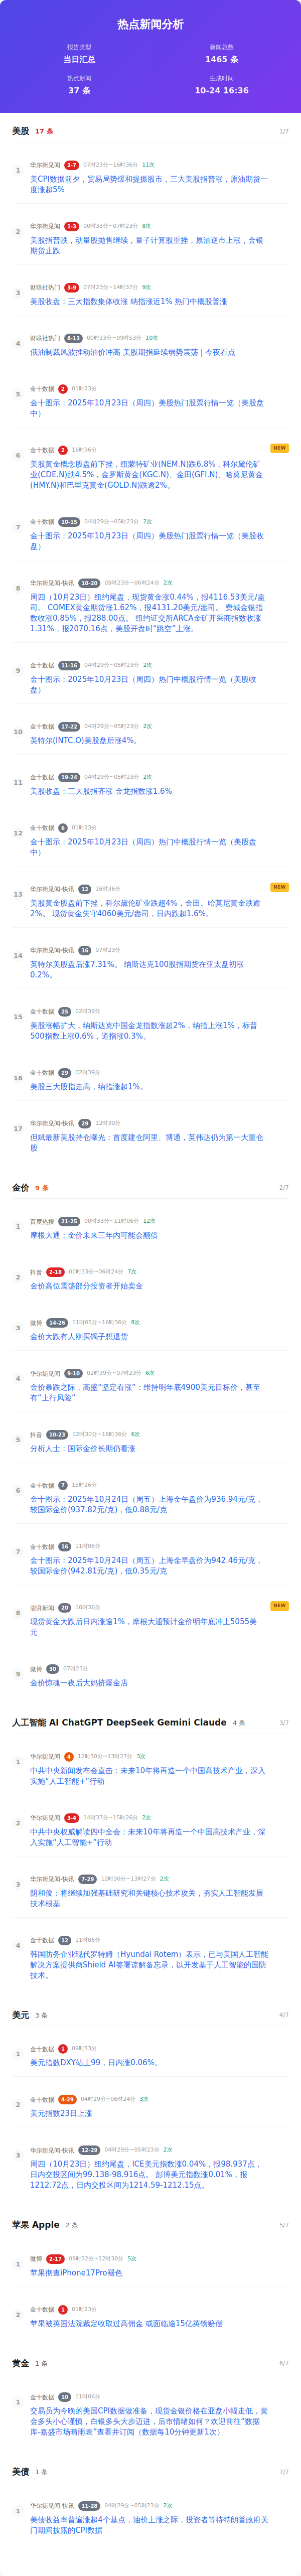 热点新闻分析
报告类型
当日汇总
新闻总数
1465 条
热点新闻
37 条
生成时间
10-24 16:36
美股 17 条 1/7
1 华尔街见闻 2-7 07时23分~16时36分 11次
美CPI数据前夕，贸易局势缓和提振股市，三大美股指普涨，原油期货一
度涨超5%
2 华尔街见闻 1-3 00时33分~07时23分 8次
美股指普跌，动量股抛售继续，量子计算股重挫，原油逆市上涨，金银
期货止跌
3 财联社热门 3-9 07时23分~14时37分 9次
美股收盘：三大指数集体收涨 纳指涨近1% 热门中概股普涨
4 财联社热门 8-13 00时33分~09时53分 10次
俄油制裁风波推动油价冲高 美股期指延续弱势震荡 | 今夜看点
5 金十数据 2 01时23分
金十图示：2025年10月23日（周四）美股热门股票行情一览（美股盘
中）
6 金十数据 2 16时36分 NEW
美股黄金概念股盘前下挫，纽蒙特矿业(NEM.N)跌6.8%，科尔黛伦矿
业(CDE.N)跌4.5%，金罗斯黄金(KGC.N)、金田(GFI.N)、哈莫尼黄金
(HMY.N)和巴里克黄金(GOLD.N)跌逾2%。
7 金十数据 10-15 04时29分~05时23分 2次
金十图示：2025年10月23日（周四）美股热门股票行情一览（美股收
盘）
8 华尔街见闻-快讯 10-20 05时23分~06时24分 2次
周四（10月23日）纽约尾盘，现货黄金涨0.44%，报4116.53美元/盎
司。 COMEX黄金期货涨1.62%，报4131.20美元/盎司。 费城金银指
数收涨0.85%，报288.00点。 纽约证交所ARCA金矿开采商指数收涨
1.31%，报2070.16点，美股开盘时“跳空”上涨。
9 金十数据 11-16 04时29分~05时23分 2次
金十图示：2025年10月23日（周四）热门中概股行情一览（美股收
盘）
10 金十数据 17-22 04时29分~05时23分 2次
英特尔(INTC.O)美股盘后涨4%。
11 金十数据 19-24 04时29分~05时23分 2次
美股收盘：三大股指齐涨 金龙指数涨1.6%
12 金十数据 6 01时23分
金十图示：2025年10月23日（周四）热门中概股行情一览（美股盘
中）
13 华尔街见闻-快讯 12 16时36分 NEW
美股黄金股盘前下挫，科尔黛伦矿业跌超4%，金田、哈莫尼黄金跌逾
2%。 现货黄金失守4060美元/盎司，日内跌超1.6%。
14 华尔街见闻-快讯 16 07时23分
英特尔美股盘后涨7.31%。 纳斯达克100股指期货在亚太盘初涨
0.2%。
15 金十数据 25 02时39分
美股涨幅扩大，纳斯达克中国金龙指数涨超2%，纳指上涨1%，标普
500指数上涨0.6%，道指涨0.3%。
16 金十数据 29 02时39分
美股三大股指走高，纳指涨超1%。
17 华尔街见闻-快讯 29 12时30分
但斌最新美股持仓曝光：首度建仓阿里、博通，英伟达仍为第一大重仓
股
金价 9 条 2/7
1 百度热搜 21-25 00时33分~11时06分 12次
摩根大通：金价未来三年内可能会翻倍
2 抖音 2-18 00时33分~06时24分 7次
金价高位震荡部分投资者开始卖金
3 微博 14-26 11时05分~16时36分 8次
金价大跌有人刚买镯子想退货
4 华尔街见闻 9-10 02时39分~07时23分 6次
金价暴跌之际，高盛“坚定看涨”：维持明年底4900美元目标价，甚至
有“上行风险”
5 抖音 10-23 12时30分~16时36分 6次
分析人士：国际金价长期仍看涨
6 金十数据 7 15时26分
金十图示：2025年10月24日（周五）上海金午盘价为936.94元/克，
较国际金价(937.82元/克)，低0.88元/克
7 金十数据 16 11时06分
金十图示：2025年10月24日（周五）上海金早盘价为942.46元/克，
较国际金价(942.81元/克)，低0.35元/克
8 澎湃新闻 20 16时36分 NEW
现货黄金大跌后日内涨逾1%，摩根大通预计金价明年底冲上5055美
元
9 微博 30 07时23分
金价惊魂一夜后大妈挤爆金店
人工智能 AI ChatGPT DeepSeek Gemini Claude 4 条 3/7
1 华尔街见闻 4 12时30分~13时27分 3次
中共中央新闻发布会直击：未来10年将再造一个中国高技术产业，深入
实施“人工智能+”行动
2 华尔街见闻 3-4 14时37分~15时26分 2次
中共中央权威解读四中全会：未来10年将再造一个中国高技术产业，深
入实施“人工智能+”行动
3 华尔街见闻-快讯 7-29 12时30分~13时27分 2次
阴和俊：将继续加强基础研究和关键核心技术攻关，夯实人工智能发展
技术根基
4 金十数据 12 11时06分
韩国防务企业现代罗特姆（Hyundai Rotem）表示，已与美国人工智能
解决方案提供商Shield AI签署谅解备忘录，以开发基于人工智能的国防
技术。
美元 3 条 4/7
1 金十数据 1 09时53分
美元指数DXY站上99，日内涨0.06%。
2 金十数据 4-29 04时29分~06时24分 3次
美元指数23日上涨
3 华尔街见闻-快讯 12-29 04时29分~05时23分 2次
周四（10月23日）纽约尾盘，ICE美元指数涨0.04%，报98.937点，
日内交投区间为99.138-98.916点。 彭博美元指数涨0.01%，报
1212.72点，日内交投区间为1214.59-1212.15点。
苹果 Apple 2 条 5/7
1 微博 2-17 09时52分~12时30分 5次
苹果彻查iPhone17Pro褪色
2 金十数据 1 01时23分
苹果被英国法院裁定收取过高佣金 或面临逾15亿英镑赔偿
黄金 1 条 6/7
1 金十数据 10 11时06分
交易员为今晚的美国CPI数据做准备，现货金银价格在亚盘小幅走低，黄
金多头小心谨慎，白银多头大步迈进，后市情绪如何？欢迎前往“数据
库-嘉盛市场晴雨表”查看并订阅（数据每10分钟更新1次）
美债 1 条 7/7
1 华尔街见闻-快讯 11-28 04时29分~05时23分 2次
美债收益率普遍涨超4个基点，油价上涨之际，投资者等待特朗普政府关
门期间披露的CPI数据